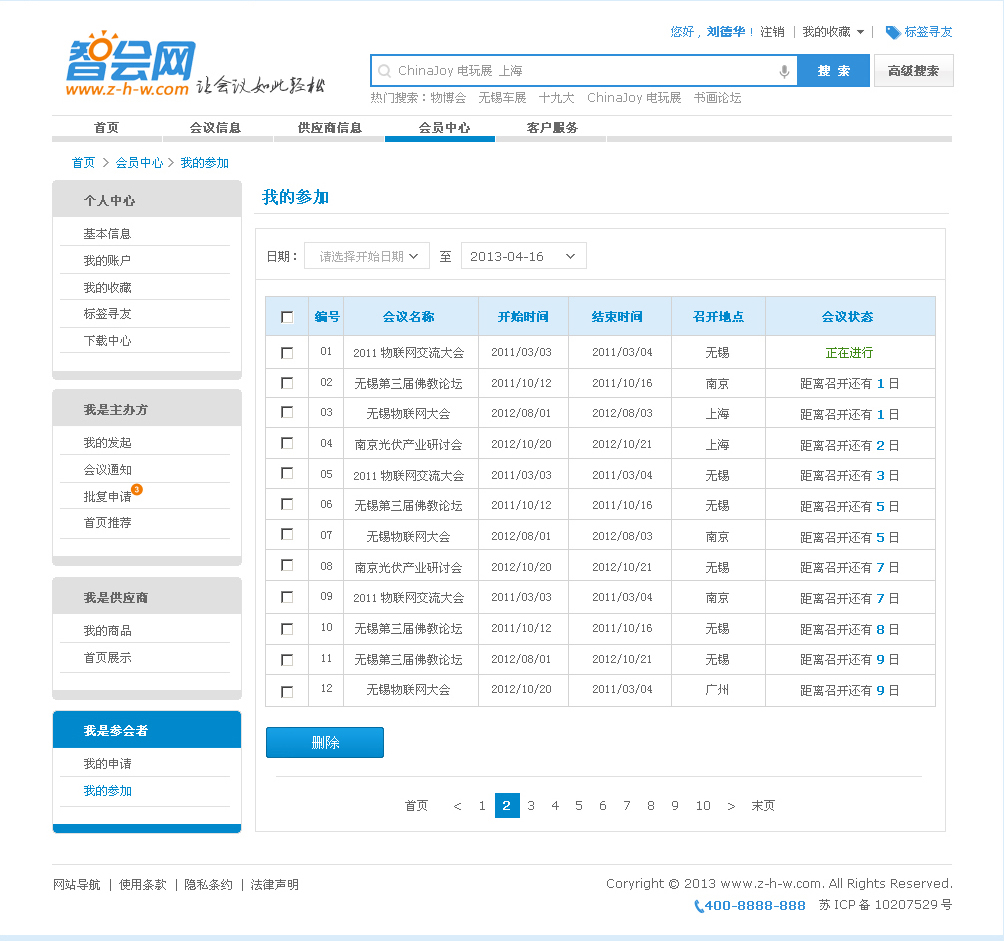 您好，刘德华！ 注销 | 我的收藏 | 标签寻友
智会网
www.z-h-w.com 让会议如此轻松
ChinaJoy 电玩展 上海 搜 索 高级搜索
热门搜索：物博会 无锡车展 十九大 ChinaJoy 电玩展 书画论坛
首页 会议信息 供应商信息 会员中心 客户服务
首页 > 会员中心 > 我的参加
个人中心
基本信息
我的账户
我的收藏
标签寻友
下载中心
我是主办方
我的发起
会议通知
批复申请 3
首页推荐
我是供应商
我的商品
首页展示
我是参会者
我的申请
我的参加
我的参加
日期： 请选择开始日期 至 2013-04-16
编号 会议名称 开始时间 结束时间 召开地点 会议状态
01 2011 物联网交流大会 2011/03/03 2011/03/04 无锡 正在进行
02 无锡第三届佛教论坛 2011/10/12 2011/10/16 南京 距离召开还有 1 日
03 无锡物联网大会 2012/08/01 2012/08/03 上海 距离召开还有 1 日
04 南京光伏产业研讨会 2012/10/20 2012/10/21 上海 距离召开还有 2 日
05 2011 物联网交流大会 2011/03/03 2011/03/04 无锡 距离召开还有 3 日
06 无锡第三届佛教论坛 2011/10/12 2011/10/16 无锡 距离召开还有 5 日
07 无锡物联网大会 2012/08/01 2012/08/03 南京 距离召开还有 5 日
08 南京光伏产业研讨会 2012/10/20 2012/10/21 无锡 距离召开还有 7 日
09 2011 物联网交流大会 2011/03/03 2011/03/04 南京 距离召开还有 7 日
10 无锡第三届佛教论坛 2011/10/12 2011/10/16 无锡 距离召开还有 8 日
11 无锡第三届佛教论坛 2012/08/01 2012/10/21 无锡 距离召开还有 9 日
12 无锡物联网大会 2012/10/20 2011/03/04 广州 距离召开还有 9 日
删除
首页 < 1 2 3 4 5 6 7 8 9 10 > 末页
网站导航 | 使用条款 | 隐私条约 | 法律声明
Coryright © 2013 www.z-h-w.com. All Rights Reserved.
400-8888-888 苏 ICP 备 10207529 号